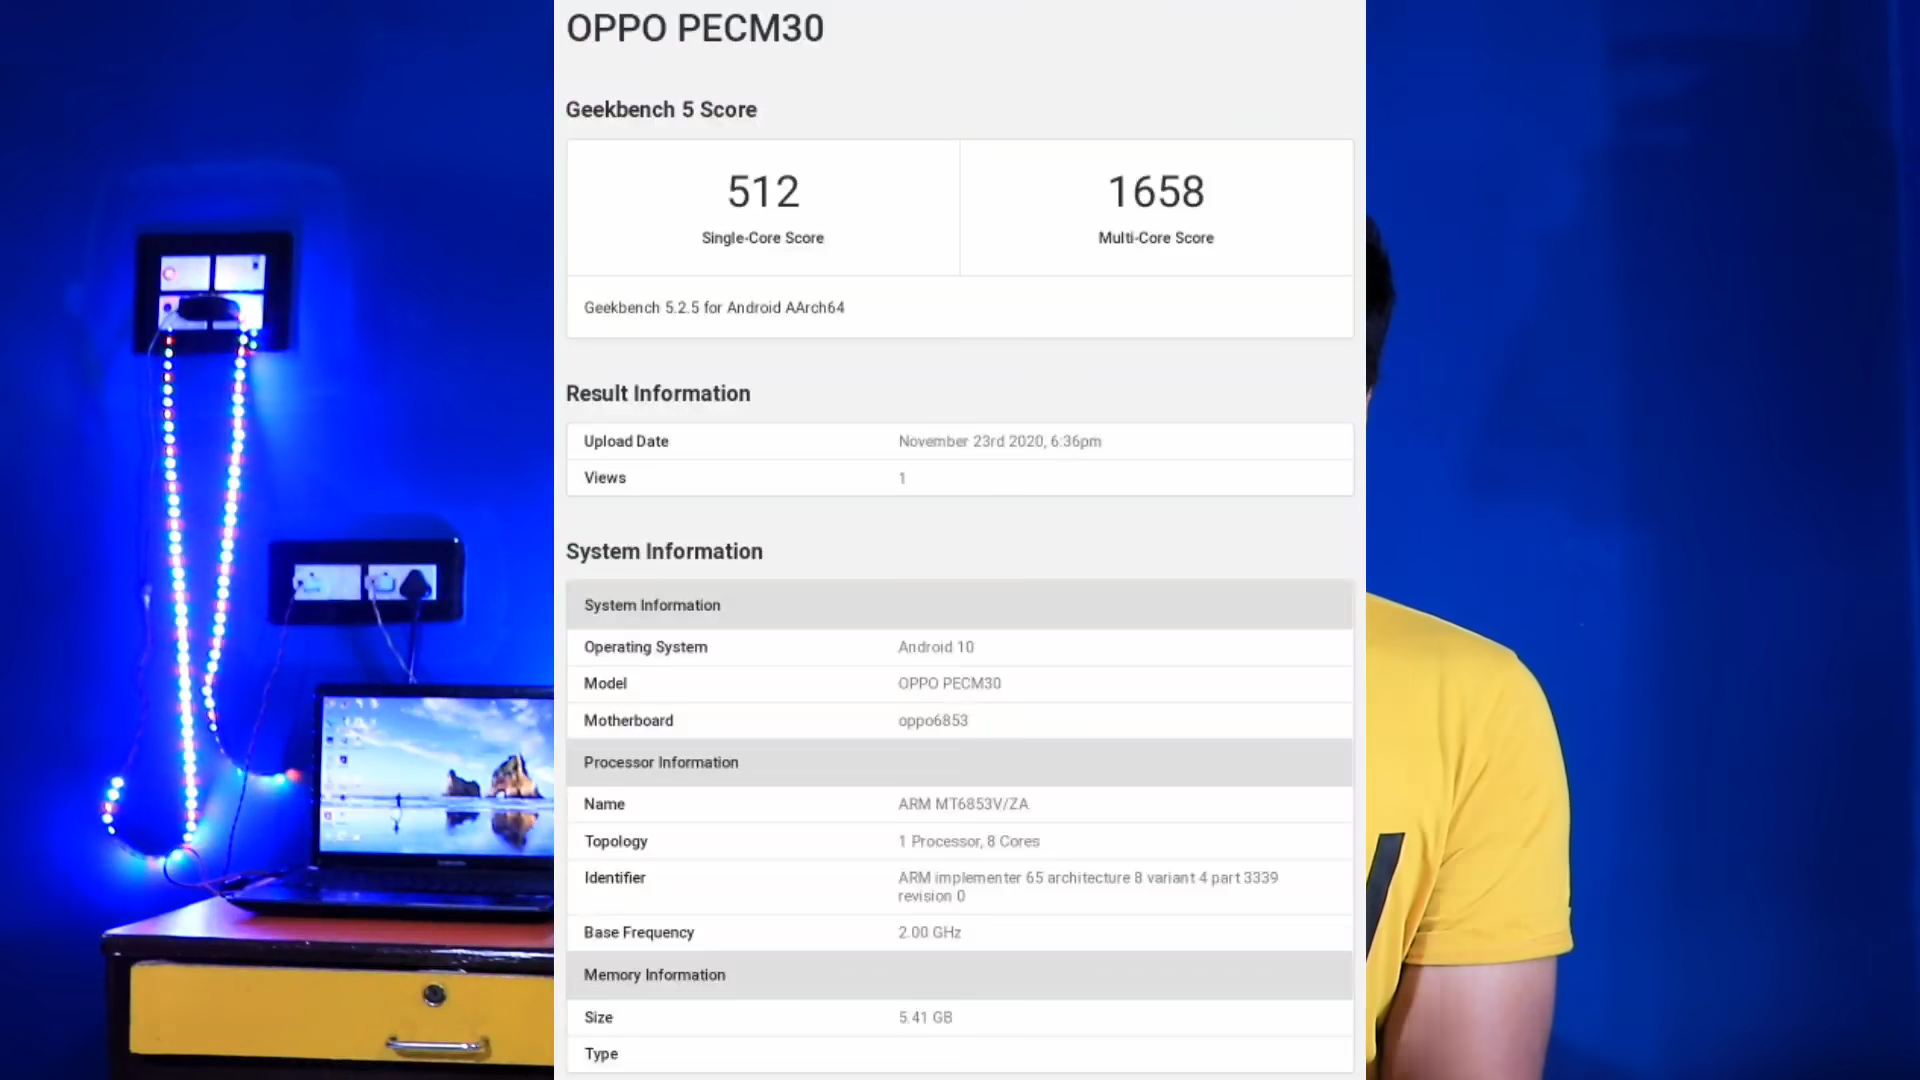 OPPO PECM30
Geekbench 5 Score
512
Single-Core Score
1658
Multi-Core Score
Geekbench 5.2.5 for Android AArch64
Result Information
Upload Date November 23rd 2020, 6:36pm
Views 1
System Information
System Information
Operating System Android 10
Model OPPO PECM30
Motherboard oppo6853
Processor Information
Name ARM MT6853V/ZA
Topology 1 Processor, 8 Cores
Identifier ARM implementer 65 architecture 8 variant 4 part 3339
revision 0
Base Frequency 2.00 GHz
Memory Information
Size 5.41 GB
Type